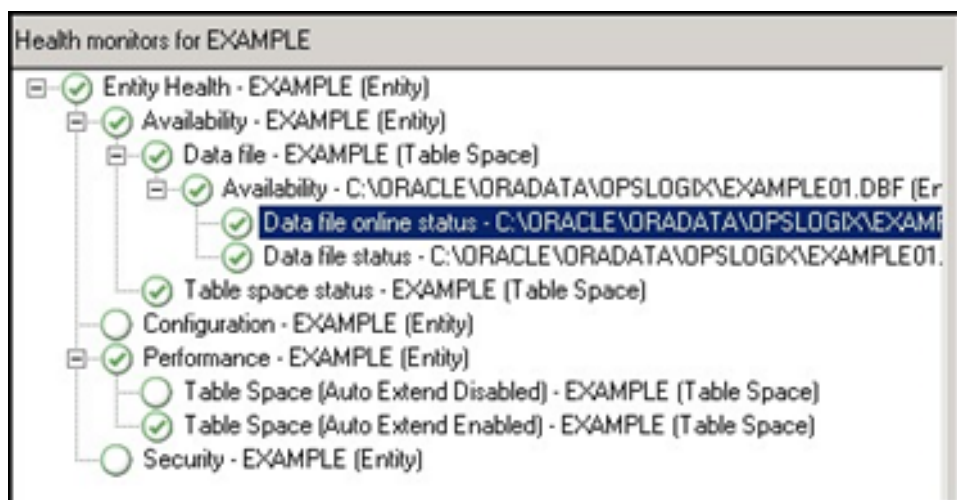 Health monitors for EXAMPLE
Entity Health - EXAMPLE (Entity)
Availability - EXAMPLE (Entity)
Data file - EXAMPLE (Table Space)
Availability - C:\ORACLE\ORADATA\OPSLOGIX\EXAMPLE01.DBF (En
Data file online status - C:\ORACLE\ORADATA\OPSLOGIX\EXAMP
Data file status - C:\ORACLE\ORADATA\OPSLOGIX\EXAMPLE01.
Table space status - EXAMPLE (Table Space)
Configuration - EXAMPLE (Entity)
Performance - EXAMPLE (Entity)
Table Space (Auto Extend Disabled) - EXAMPLE (Table Space)
Table Space (Auto Extend Enabled) - EXAMPLE (Table Space)
Security - EXAMPLE (Entity)